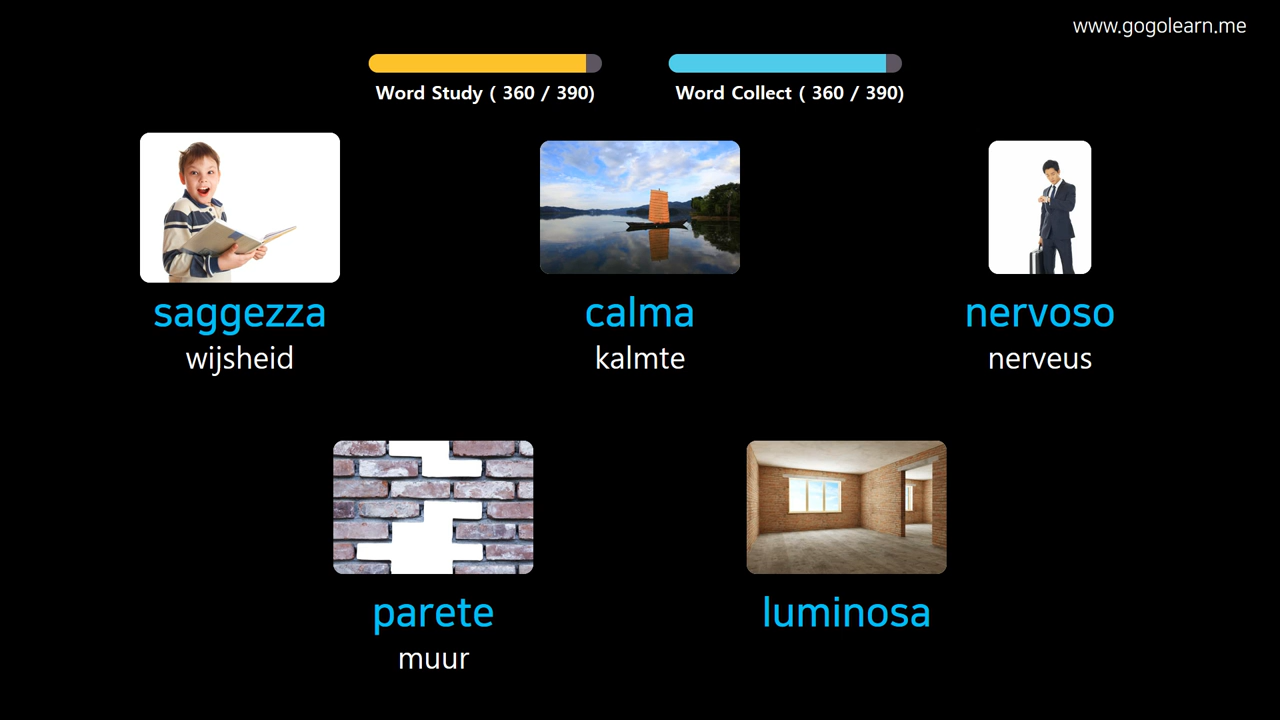 www.gogolearn.me
Word Study ( 360 / 390)
Word Collect ( 360 / 390)
saggezza
wijsheid
calma
kalmte
nervoso
nerveus
parete
muur
luminosa